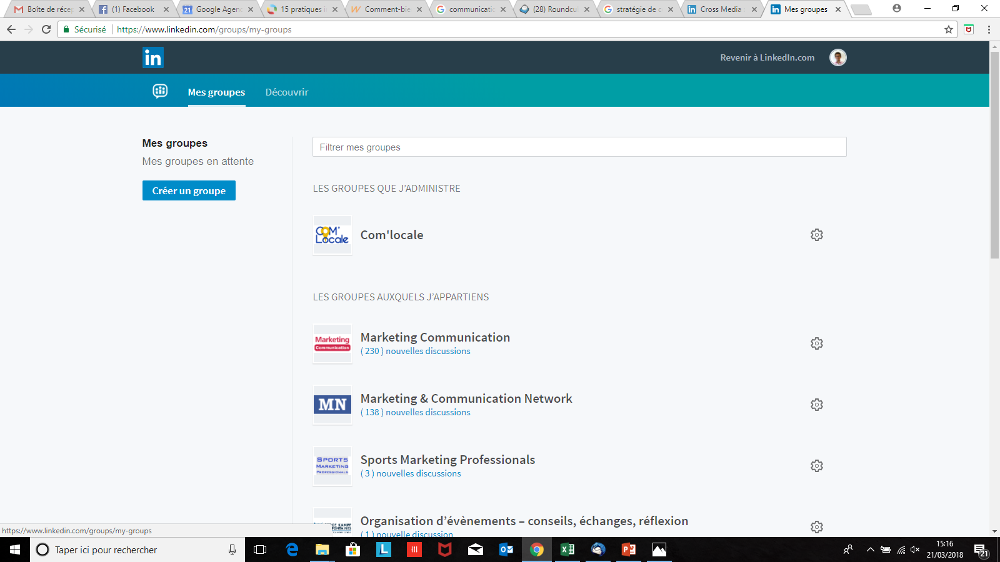 Boîte de récep
(1) Facebook
Google Agend
15 pratiques i
Comment-bie
communicatio
(28) Roundcul
stratégie de c
Cross Media
Mes groupes
Sécurisé
https://www.linkedin.com/groups/my-groups
in
Revenir à LinkedIn.com
Mes groupes
Découvrir
Mes groupes
Mes groupes en attente
Créer un groupe
Filtrer mes groupes
LES GROUPES QUE J’ADMINISTRE
COM'
Locale
Com'locale
LES GROUPES AUXQUELS J’APPARTIENS
Marketing
Communication
Marketing Communication
( 230 ) nouvelles discussions
MN
Marketing & Communication Network
( 138 ) nouvelles discussions
SPORTS
MARKETING
PROFESSIONALS
Sports Marketing Professionals
( 3 ) nouvelles discussions
Organisation d’évènements – conseils, échanges, réflexion
( 1 ) nouvelle discussion
https://www.linkedin.com/groups/my-groups
Taper ici pour rechercher
15:16
21/03/2018
21